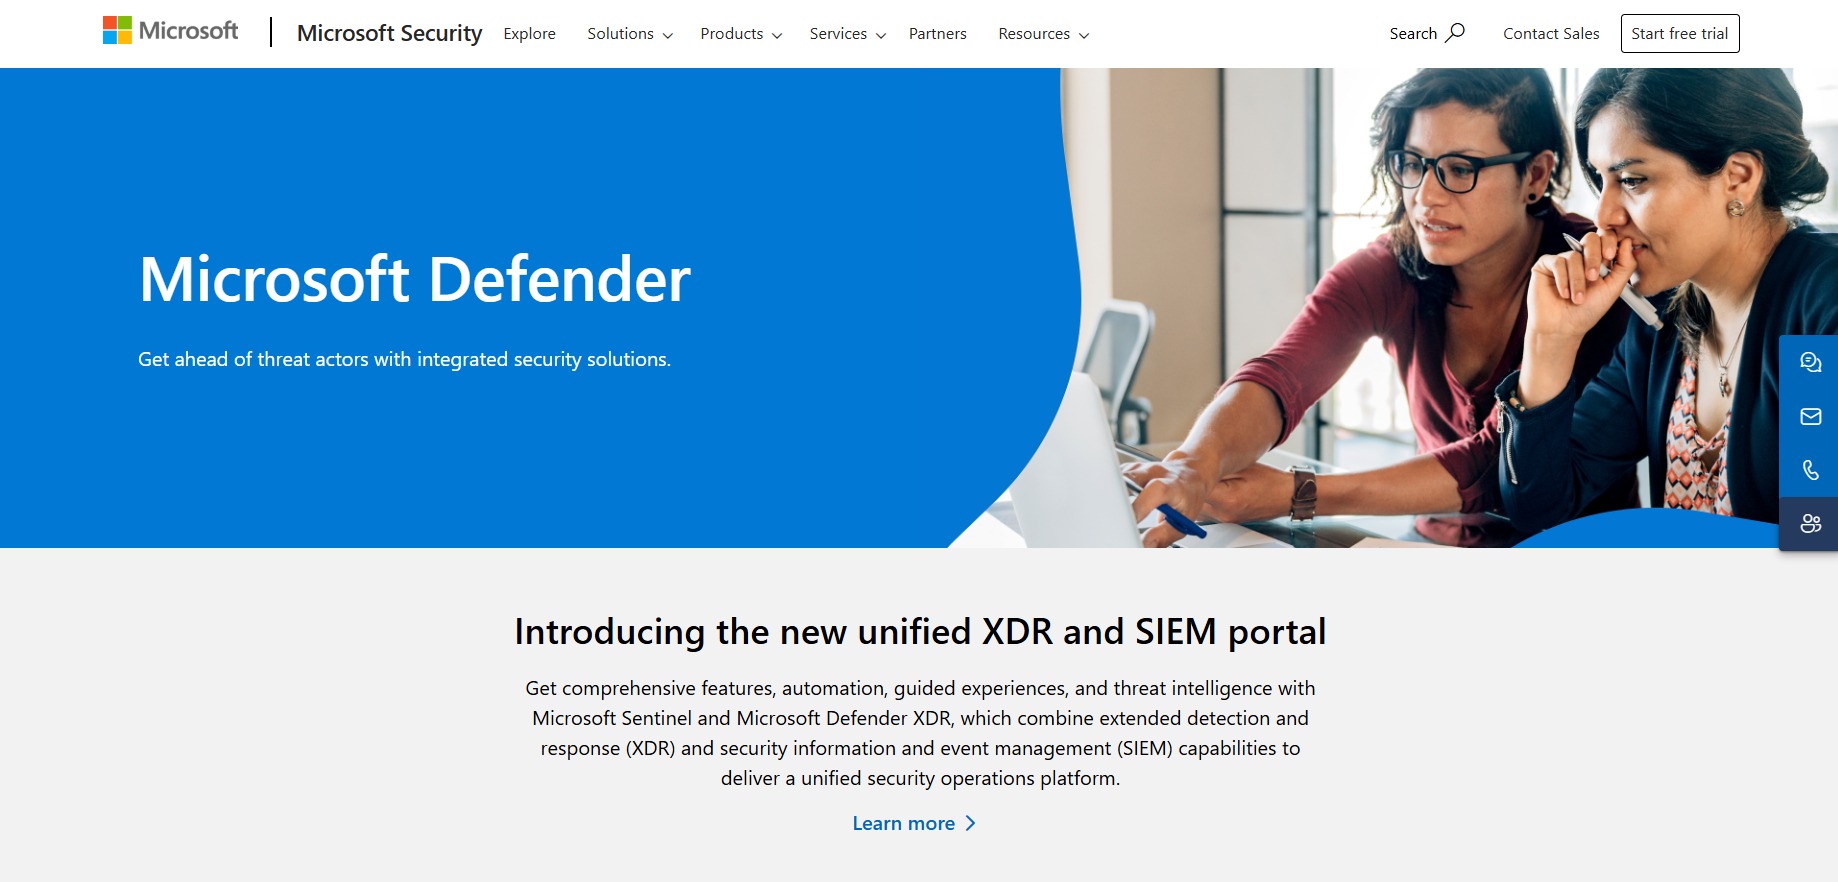 Microsoft
Microsoft Security
Explore
Solutions
Products
Services
Partners
Resources
Search
Contact Sales
Start free trial
Microsoft Defender
Get ahead of threat actors with integrated security solutions.
Introducing the new unified XDR and SIEM portal
Get comprehensive features, automation, guided experiences, and threat intelligence with
Microsoft Sentinel and Microsoft Defender XDR, which combine extended detection and
response (XDR) and security information and event management (SIEM) capabilities to
deliver a unified security operations platform.
Learn more